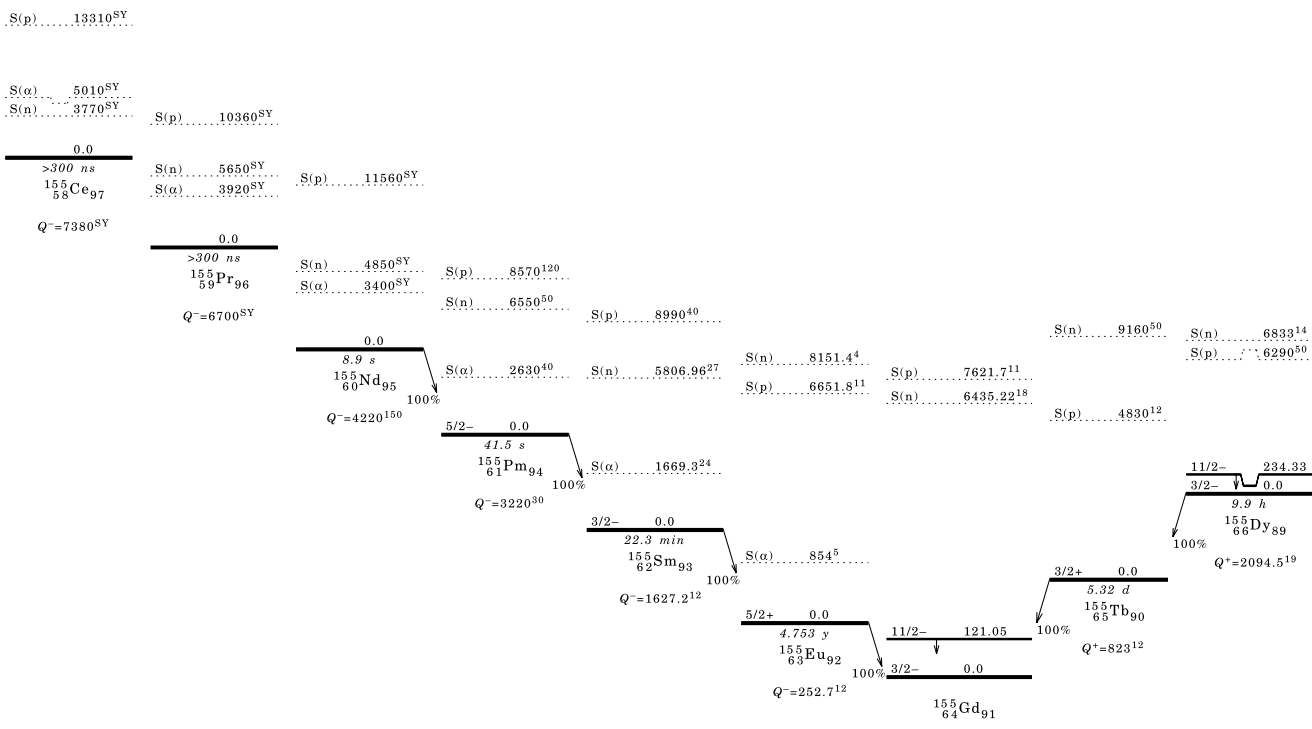 S(p) 13310^SY
S(α) 5010^SY
S(n) 3770^SY
0.0
>300 ns
155 58 Ce 97
Q⁻=7380^SY
S(p) 10360^SY
S(n) 5650^SY
S(α) 3920^SY
0.0
>300 ns
155 59 Pr 96
Q⁻=6700^SY
S(p) 11560^SY
S(n) 4850^SY
S(α) 3400^SY
0.0
8.9 s
155 60 Nd 95
Q⁻=4220^150
100%
S(p) 8570^120
S(n) 6550^50
S(α) 2630^40
5/2− 0.0
41.5 s
155 61 Pm 94
Q⁻=3220^30
100%
S(p) 8990^40
S(n) 5806.96^27
S(α) 1669.3^24
3/2− 0.0
22.3 min
155 62 Sm 93
Q⁻=1627.2^12
100%
S(n) 8151.4^4
S(p) 6651.8^11
S(α) 854^5
5/2+ 0.0
4.753 y
155 63 Eu 92
Q⁻=252.7^12
100%
S(p) 7621.7^11
S(n) 6435.22^18
11/2− 121.05
3/2− 0.0
155 64 Gd 91
S(n) 9160^50
S(p) 4830^12
3/2+ 0.0
5.32 d
155 65 Tb 90
100%
Q⁺=823^12
S(n) 6833^14
S(p) 6290^50
11/2− 234.33
3/2− 0.0
9.9 h
155 66 Dy 89
100%
Q⁺=2094.5^19